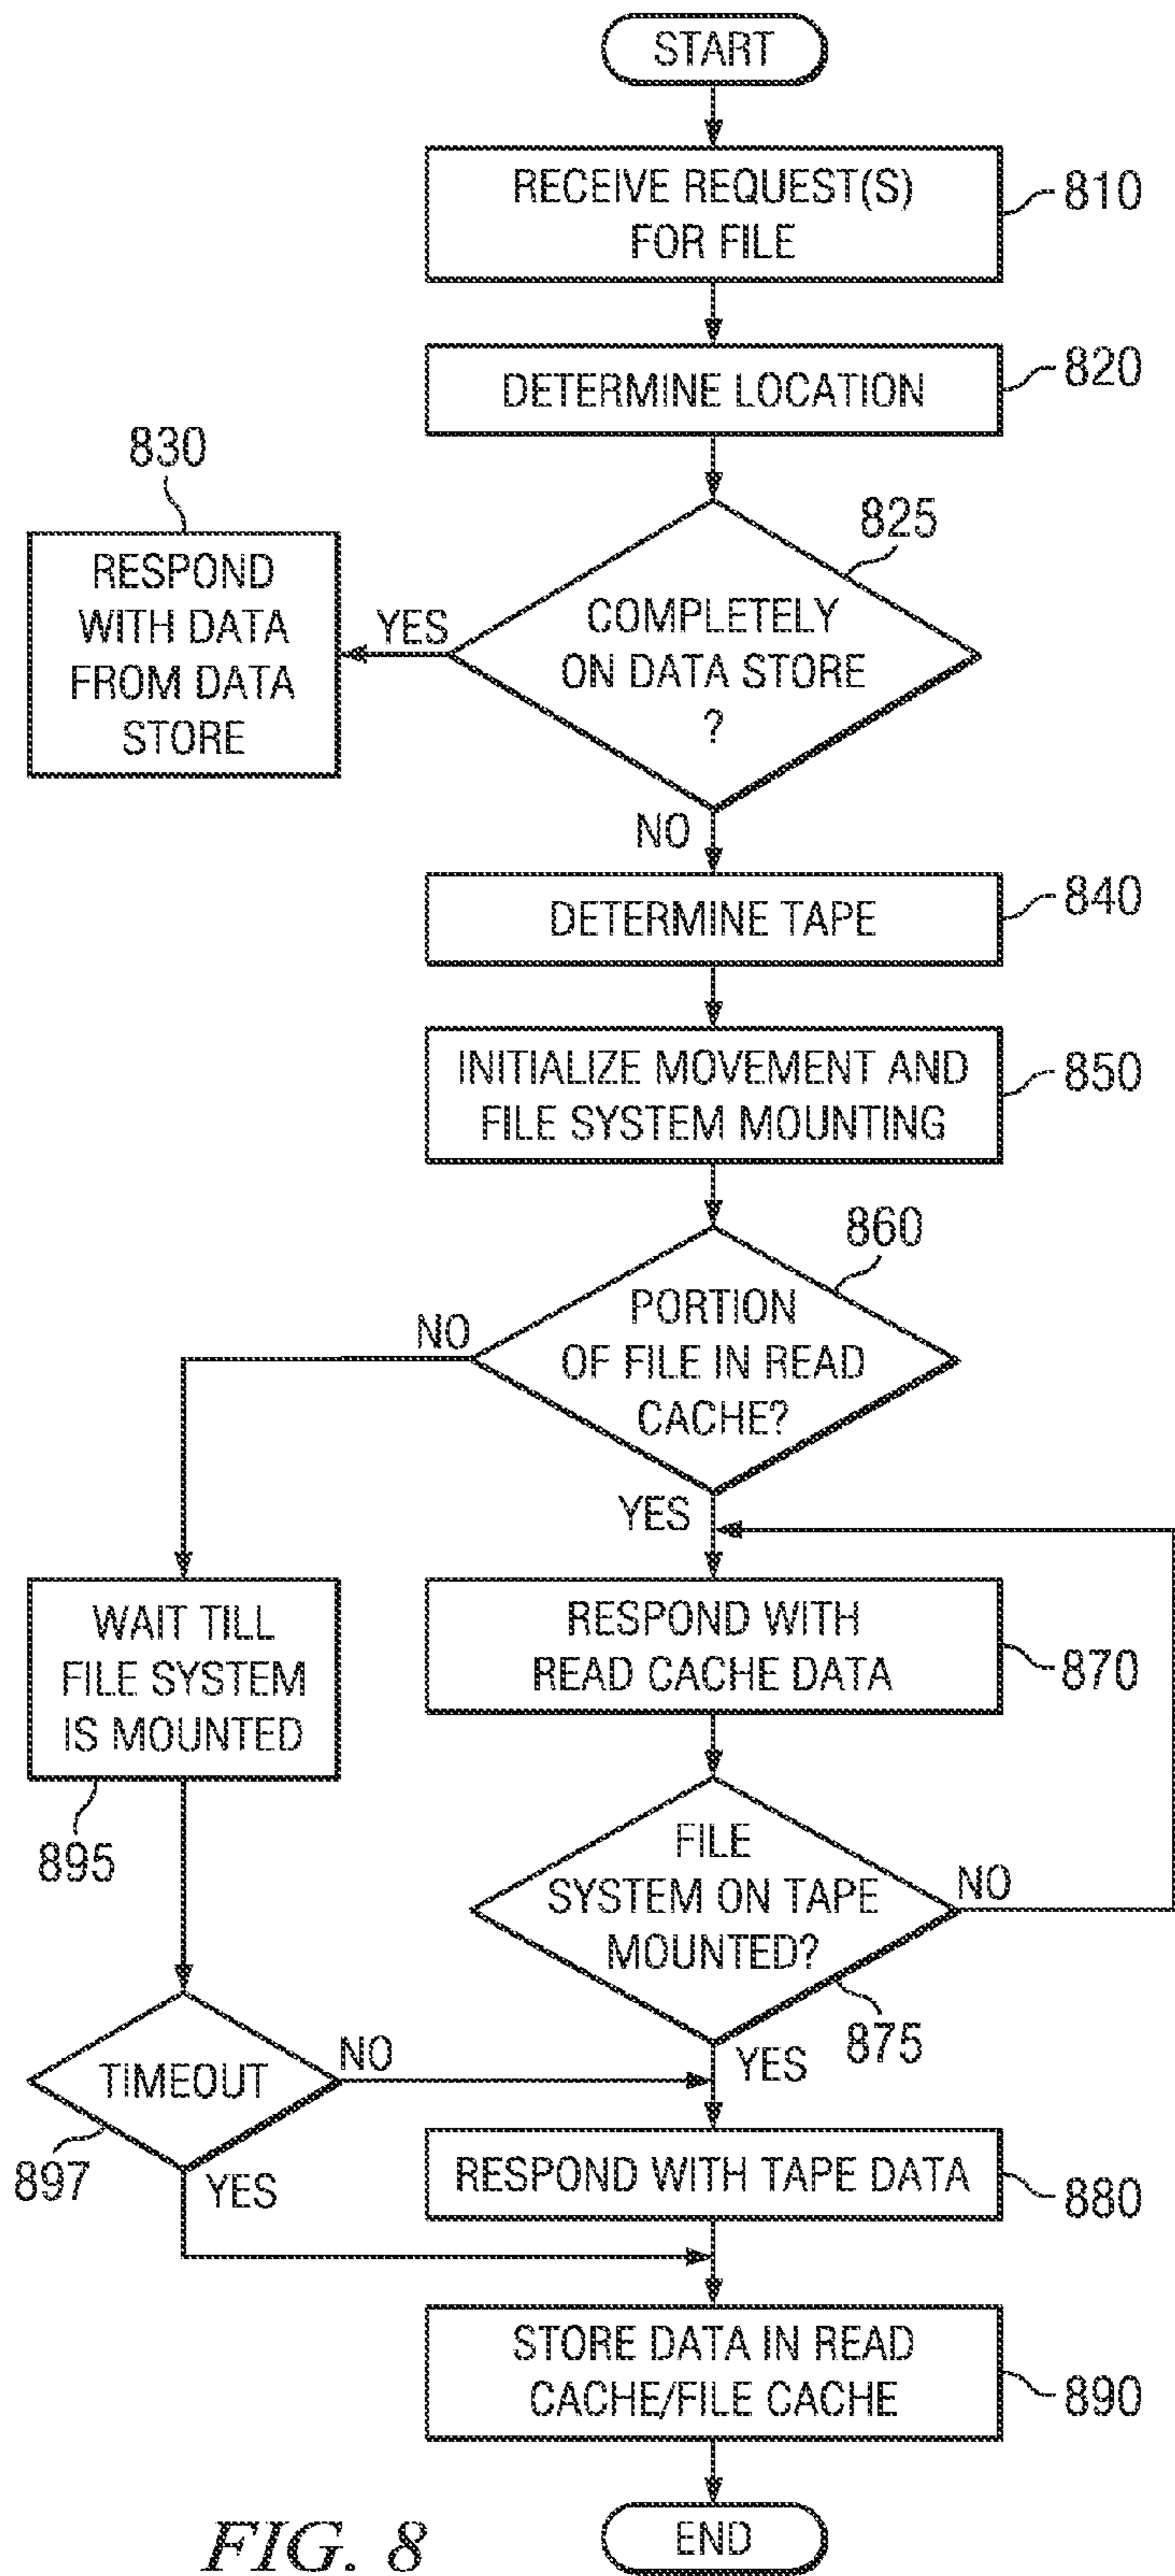 START
RECEIVE REQUEST(S)
FOR FILE
810
DETERMINE LOCATION
820
830
RESPOND
WITH DATA
FROM DATA
STORE
YES
825
COMPLETELY
ON DATA STORE
?
NO
DETERMINE TAPE
840
INITIALIZE MOVEMENT AND
FILE SYSTEM MOUNTING
850
860
PORTION
OF FILE IN READ
CACHE?
NO
YES
WAIT TILL
FILE SYSTEM
IS MOUNTED
895
RESPOND WITH
READ CACHE DATA
870
FILE
SYSTEM ON TAPE
MOUNTED?
NO
875
YES
TIMEOUT
NO
897
YES
RESPOND WITH TAPE DATA
880
STORE DATA IN READ
CACHE/FILE CACHE
890
END
FIG. 8